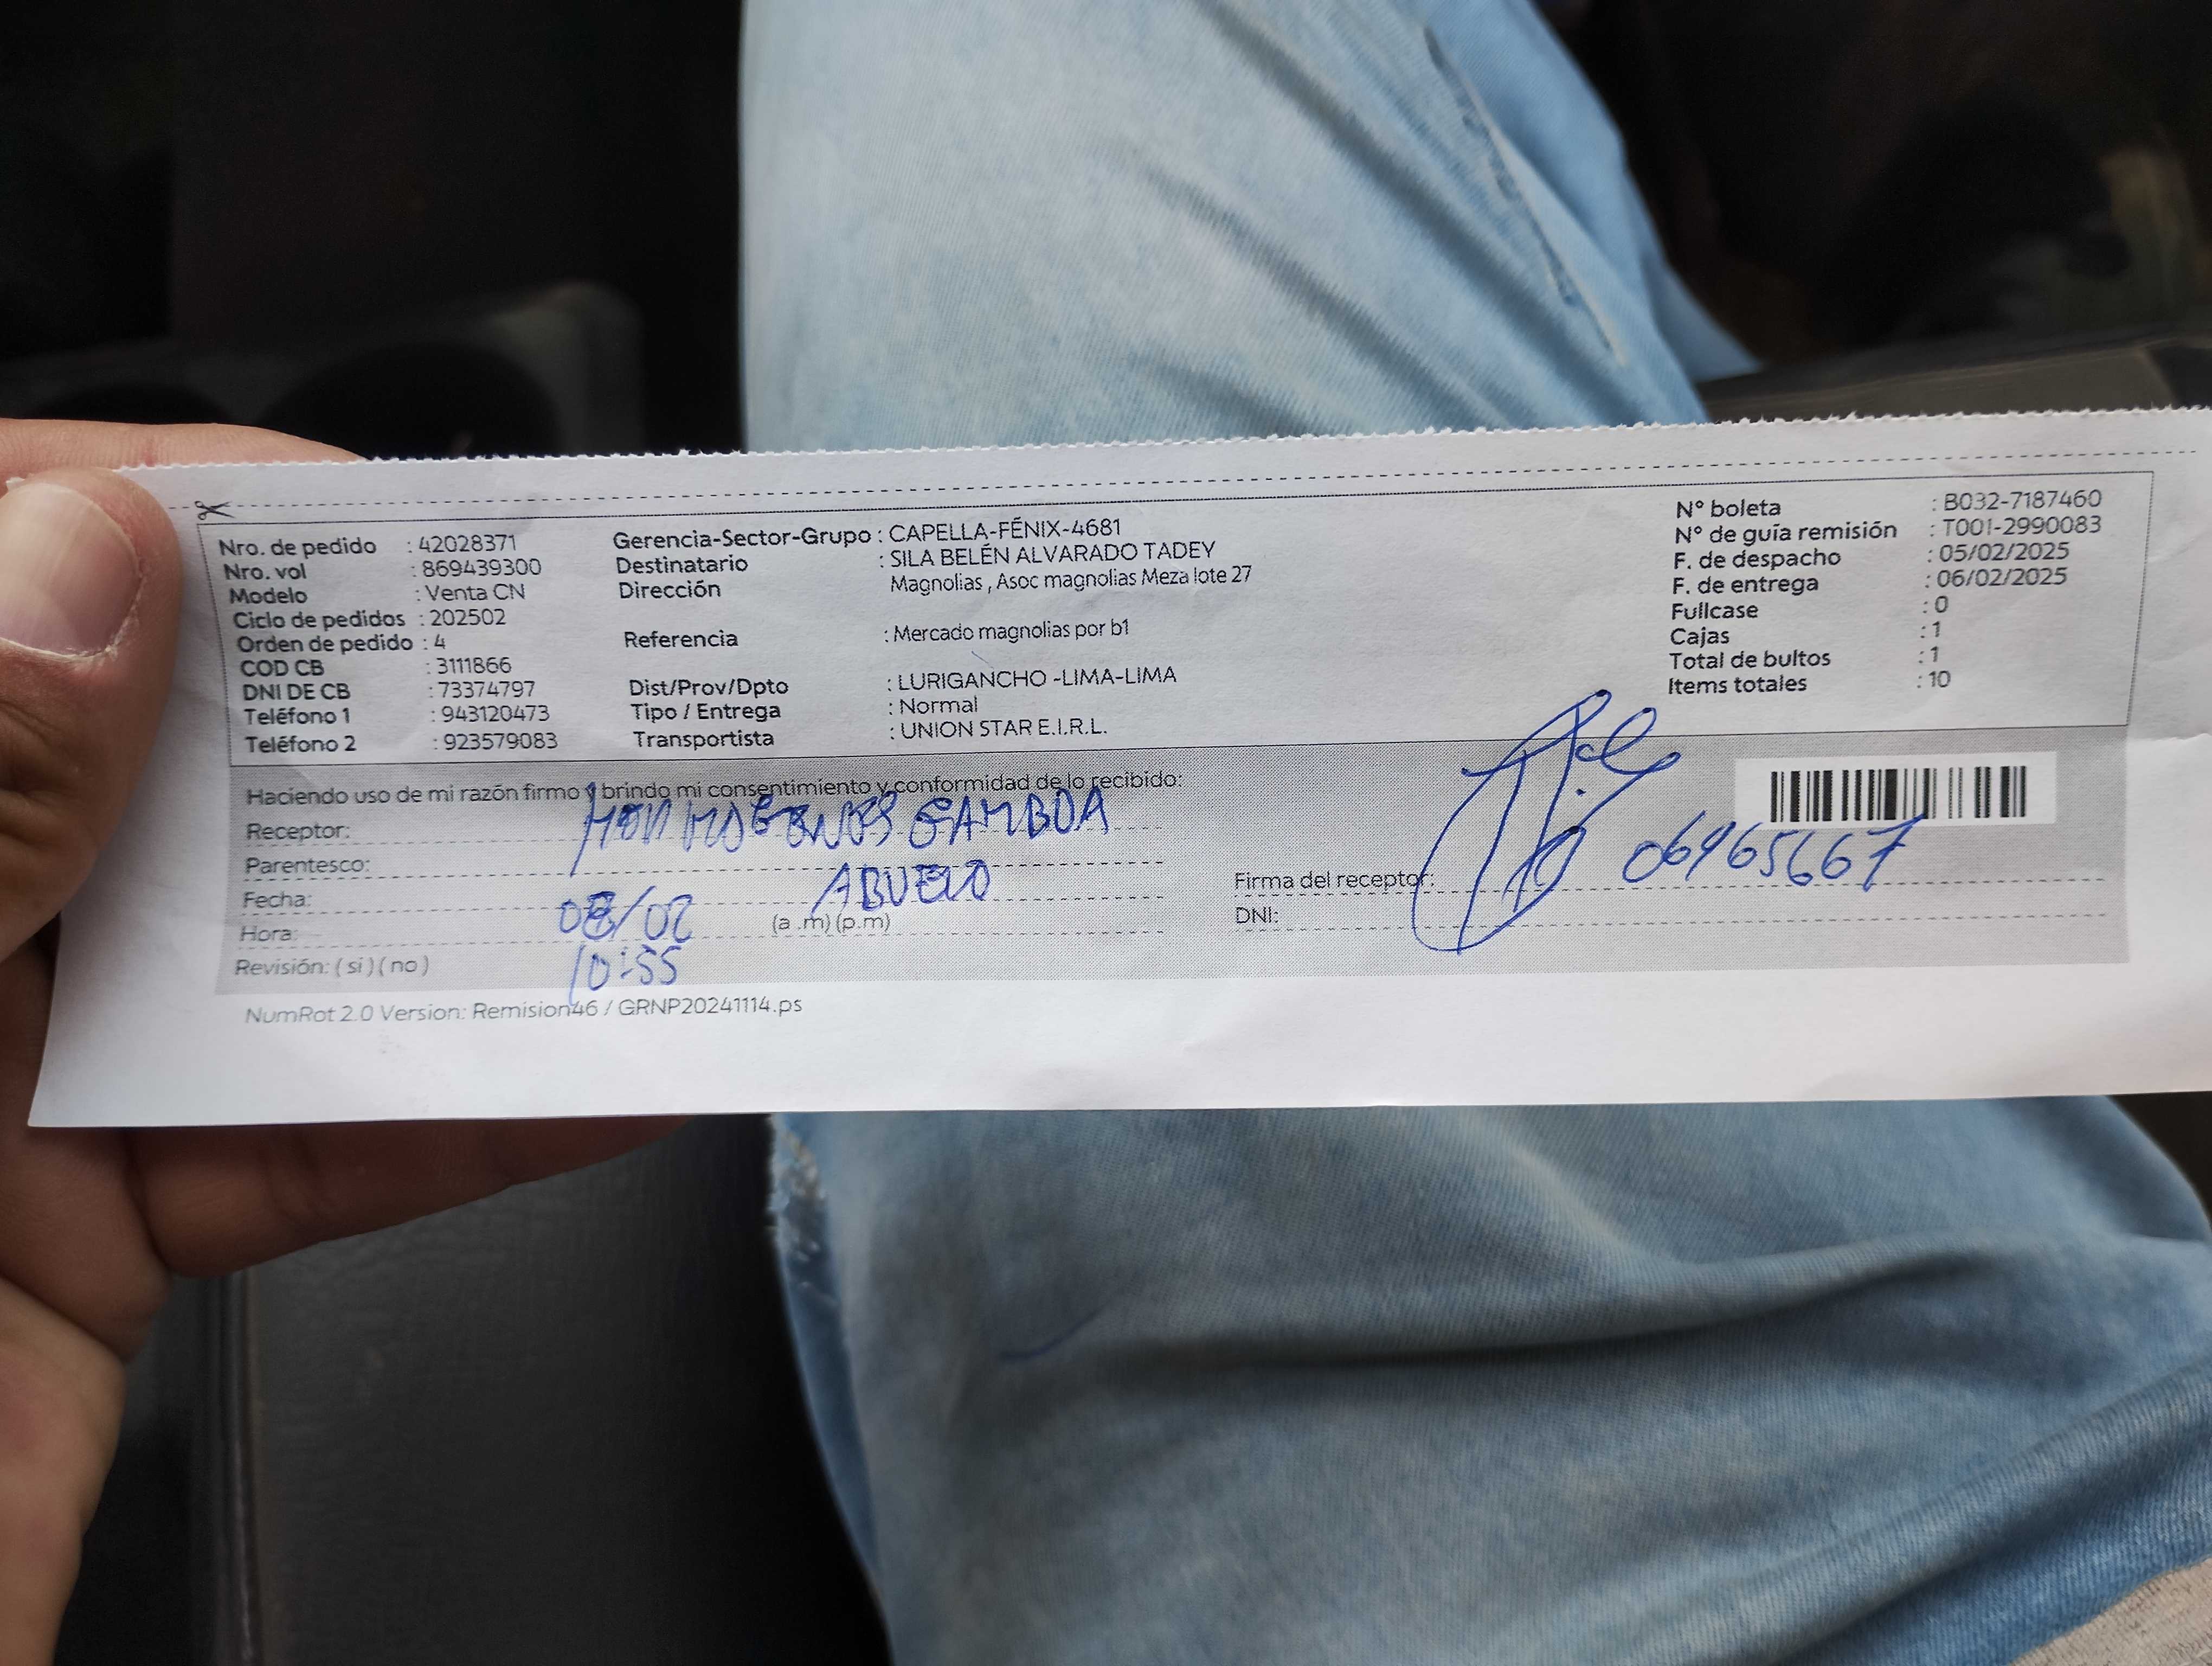 Nro. de pedido : 42028371
Nro. vol : 869439300
Modelo : Venta CN
Ciclo de pedidos : 202502
Orden de pedido : 4
COD CB : 3111866
DNI DE CB : 73374797
Teléfono 1 : 943120473
Teléfono 2 : 923579083
Gerencia-Sector-Grupo : CAPELLA-FÉNIX-4681
Destinatario : SILA BELÉN ALVARADO TADEY
Dirección Magnolias , Asoc magnolias Meza lote 27
Referencia : Mercado magnolias por b1
Dist/Prov/Dpto : LURIGANCHO -LIMA-LIMA
Tipo / Entrega : Normal
Transportista : UNION STAR E.I.R.L.
N° boleta : B032-7187460
N° de guía remisión : T001-2990083
F. de despacho : 05/02/2025
F. de entrega : 06/02/2025
Fullcase : 0
Cajas : 1
Total de bultos : 1
Items totales : 10
Haciendo uso de mi razón firmo y brindo mi consentimiento y conformidad de lo recibido:
Receptor: GAMBOA
Parentesco: ABUELO
Fecha: /02
Hora: 10:55 (a .m) (p.m)
Revisión: ( si ) ( no )
Firma del receptor:
DNI: 06965667
NumRot 2.0 Version: Remision46 / GRNP20241114.ps